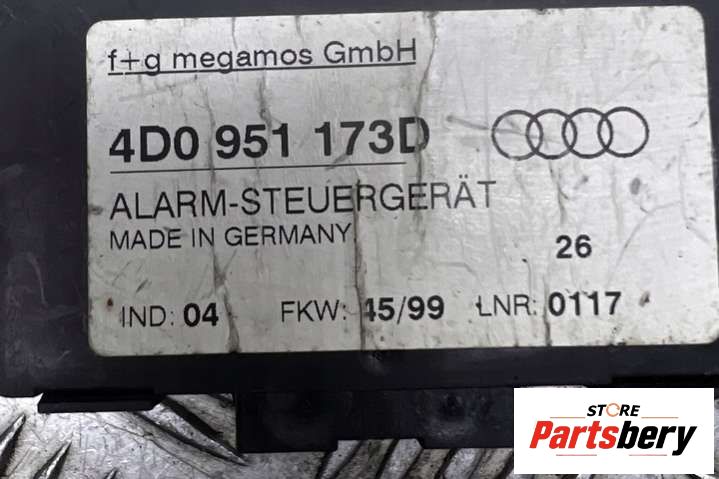 f+g megamos GmbH
4D0 951 173D
ALARM-STEUERGERÄT
MADE IN GERMANY
26
IND: 04 FKW: 45/99 LNR: 0117
STORE
Partsbery